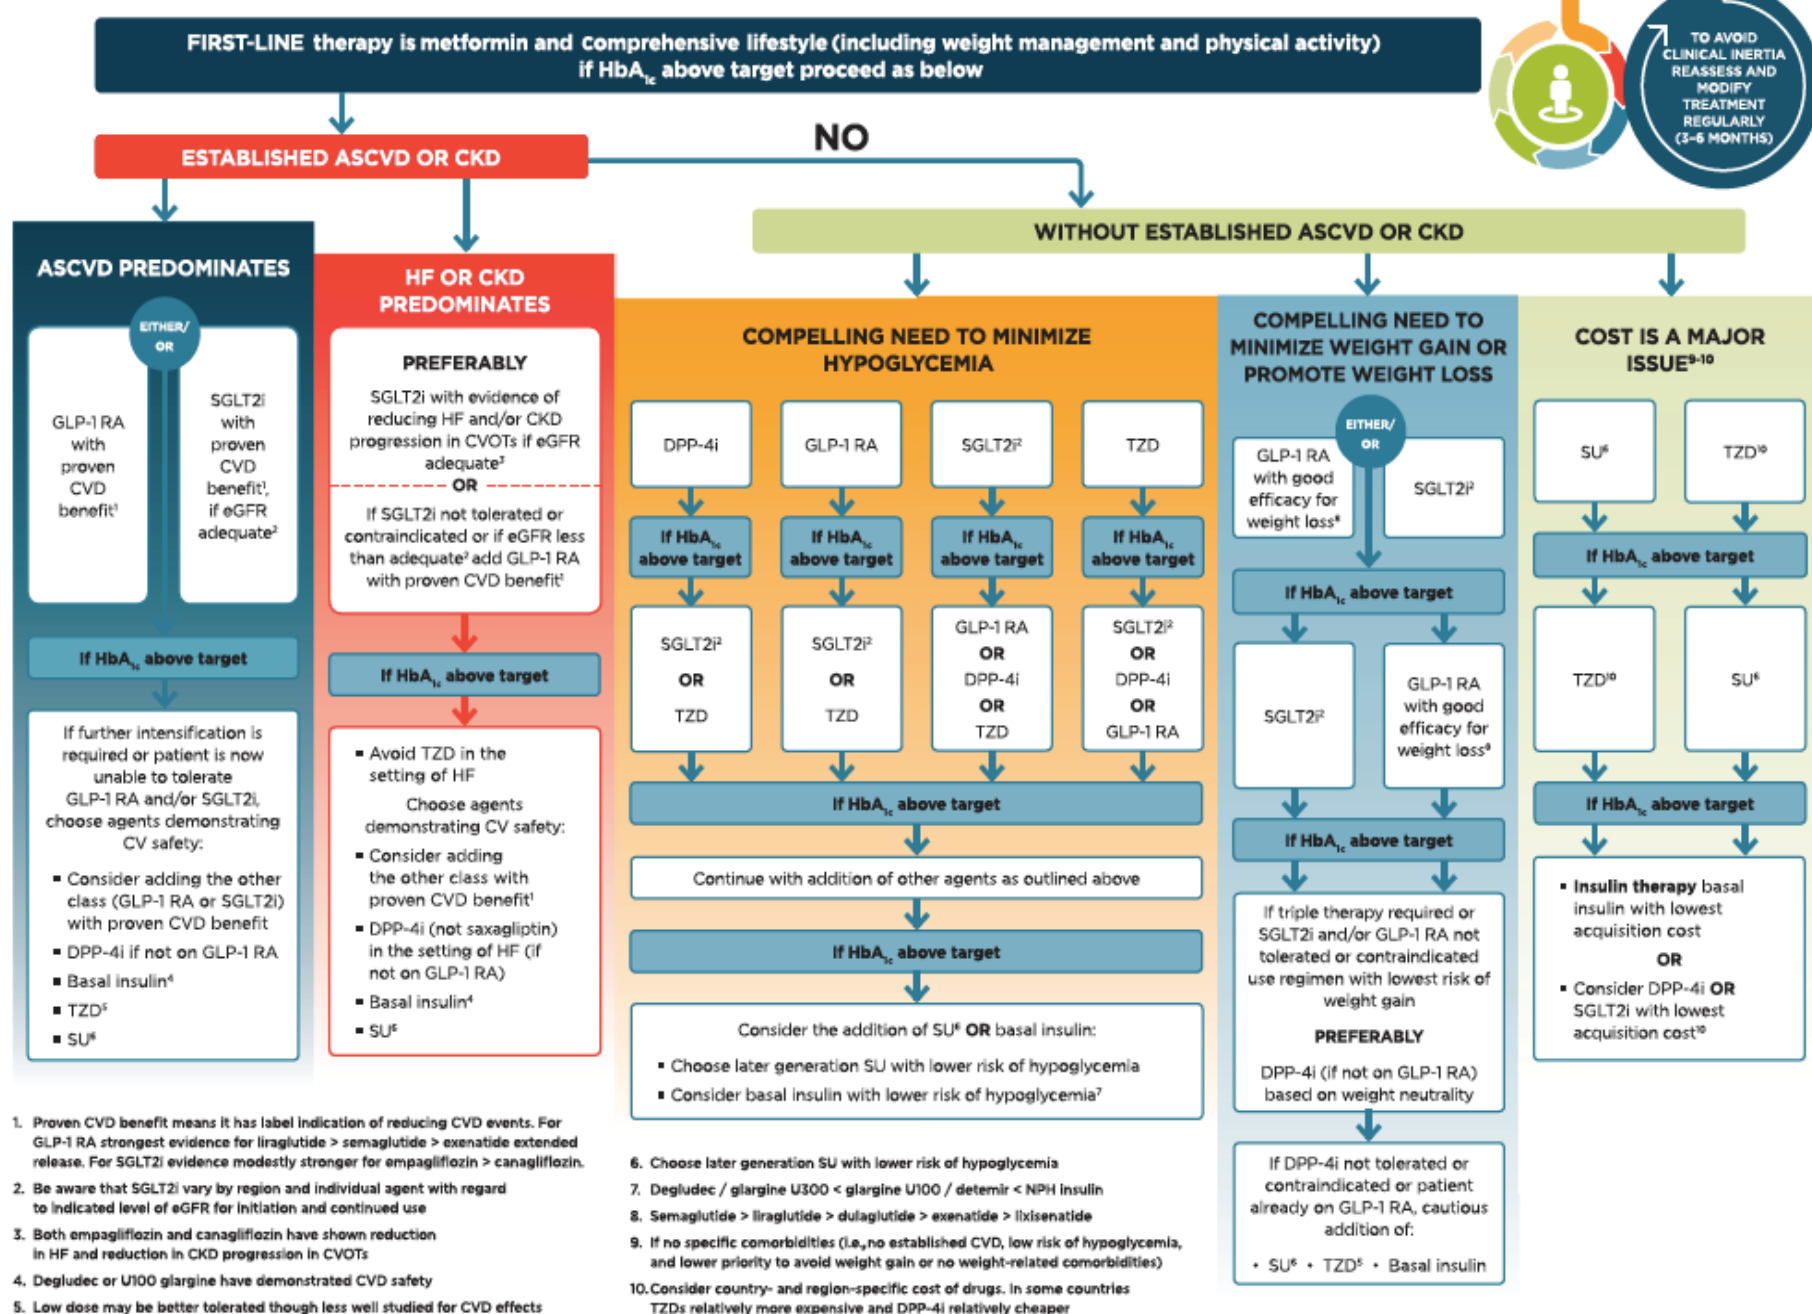 FIRST-LINE therapy is metformin and comprehensive lifestyle (including weight management and physical activity)
if HbA1c above target proceed as below
TO AVOID
CLINICAL INERTIA
REASSESS AND
MODIFY
TREATMENT
REGULARLY
(3–6 MONTHS)
ESTABLISHED ASCVD OR CKD
NO
WITHOUT ESTABLISHED ASCVD OR CKD
ASCVD PREDOMINATES
EITHER/
OR
GLP-1 RA
with
proven
CVD
benefit¹
SGLT2i
with
proven
CVD
benefit¹,
if eGFR
adequate²
If HbA1c above target
If further intensification is
required or patient is now
unable to tolerate
GLP-1 RA and/or SGLT2i,
choose agents demonstrating
CV safety:
▪ Consider adding the other
class (GLP-1 RA or SGLT2i)
with proven CVD benefit
▪ DPP-4i if not on GLP-1 RA
▪ Basal insulin⁴
▪ TZD⁵
▪ SU⁶
HF OR CKD
PREDOMINATES
PREFERABLY
SGLT2i with evidence of
reducing HF and/or CKD
progression in CVOTs if eGFR
adequate³
OR
If SGLT2i not tolerated or
contraindicated or if eGFR less
than adequate² add GLP-1 RA
with proven CVD benefit¹
If HbA1c above target
▪ Avoid TZD in the
setting of HF
Choose agents
demonstrating CV safety:
▪ Consider adding
the other class with
proven CVD benefit¹
▪ DPP-4i (not saxagliptin)
in the setting of HF (if
not on GLP-1 RA)
▪ Basal insulin⁴
▪ SU⁶
COMPELLING NEED TO MINIMIZE
HYPOGLYCEMIA
DPP-4i
GLP-1 RA
SGLT2i²
TZD
If HbA1c
above target
If HbA1c
above target
If HbA1c
above target
If HbA1c
above target
SGLT2i²
OR
TZD
SGLT2i²
OR
TZD
GLP-1 RA
OR
DPP-4i
OR
TZD
SGLT2i²
OR
DPP-4i
OR
GLP-1 RA
If HbA1c above target
Continue with addition of other agents as outlined above
If HbA1c above target
Consider the addition of SU⁶ OR basal insulin:
▪ Choose later generation SU with lower risk of hypoglycemia
▪ Consider basal insulin with lower risk of hypoglycemia⁷
COMPELLING NEED TO
MINIMIZE WEIGHT GAIN OR
PROMOTE WEIGHT LOSS
EITHER/
OR
GLP-1 RA
with good
efficacy for
weight loss⁸
SGLT2i²
If HbA1c above target
SGLT2i²
GLP-1 RA
with good
efficacy for
weight loss⁸
If HbA1c above target
If triple therapy required or
SGLT2i and/or GLP-1 RA not
tolerated or contraindicated
use regimen with lowest risk of
weight gain
PREFERABLY
DPP-4i (if not on GLP-1 RA)
based on weight neutrality
If DPP-4i not tolerated or
contraindicated or patient
already on GLP-1 RA, cautious
addition of:
• SU⁶ • TZD⁵ • Basal insulin
COST IS A MAJOR
ISSUE⁹⁻¹⁰
SU⁶
TZD¹⁰
If HbA1c above target
TZD¹⁰
SU⁶
If HbA1c above target
▪ Insulin therapy basal
insulin with lowest
acquisition cost
OR
▪ Consider DPP-4i OR
SGLT2i with lowest
acquisition cost¹⁰
1. Proven CVD benefit means it has label indication of reducing CVD events. For
GLP-1 RA strongest evidence for liraglutide > semaglutide > exenatide extended
release. For SGLT2i evidence modestly stronger for empagliflozin > canagliflozin.
2. Be aware that SGLT2i vary by region and individual agent with regard
to indicated level of eGFR for initiation and continued use
3. Both empagliflozin and canagliflozin have shown reduction
in HF and reduction in CKD progression in CVOTs
4. Degludec or U100 glargine have demonstrated CVD safety
5. Low dose may be better tolerated though less well studied for CVD effects
6. Choose later generation SU with lower risk of hypoglycemia
7. Degludec / glargine U300 < glargine U100 / detemir < NPH insulin
8. Semaglutide > liraglutide > dulaglutide > exenatide > lixisenatide
9. If no specific comorbidities (i.e., no established CVD, low risk of hypoglycemia,
and lower priority to avoid weight gain or no weight-related comorbidities)
10. Consider country- and region-specific cost of drugs. In some countries
TZDs relatively more expensive and DPP-4i relatively cheaper